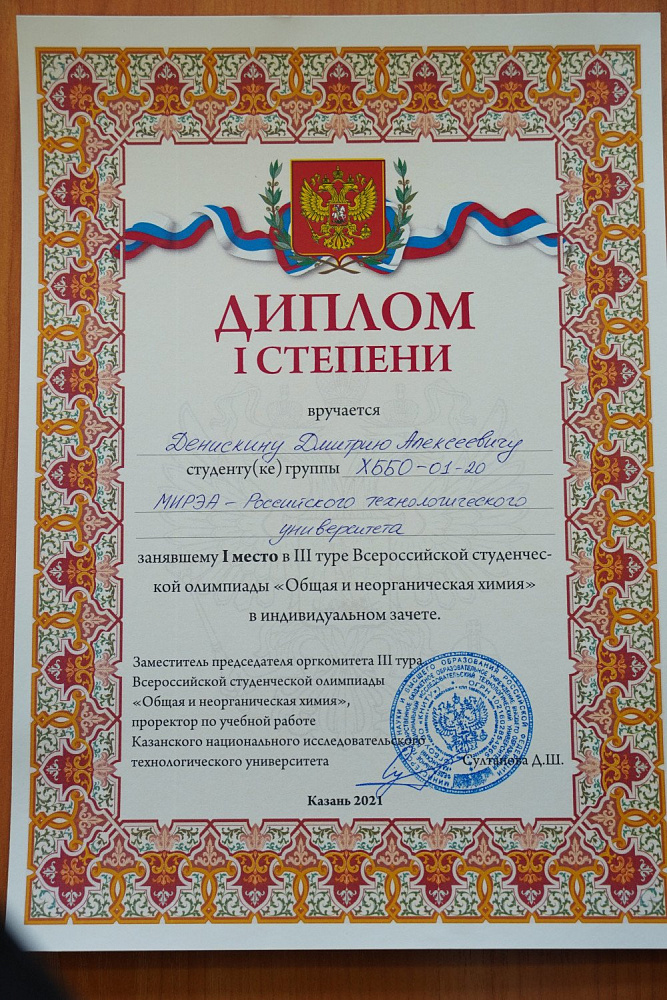 ДИПЛОМ
I СТЕПЕНИ
вручается
Денискину Дмитрию Алексеевичу
студенту(ке) группы ХББО-01-20
МИРЭА – Российского технологического
университета
занявшему I место в III туре Всероссийской студенчес-
кой олимпиады «Общая и неорганическая химия»
в индивидуальном зачете.
Заместитель председателя оргкомитета III тура
Всероссийской студенческой олимпиады
«Общая и неорганическая химия»,
проректор по учебной работе
Казанского национального исследовательского
технологического университета
Султанова Д.Ш.
Казань 2021